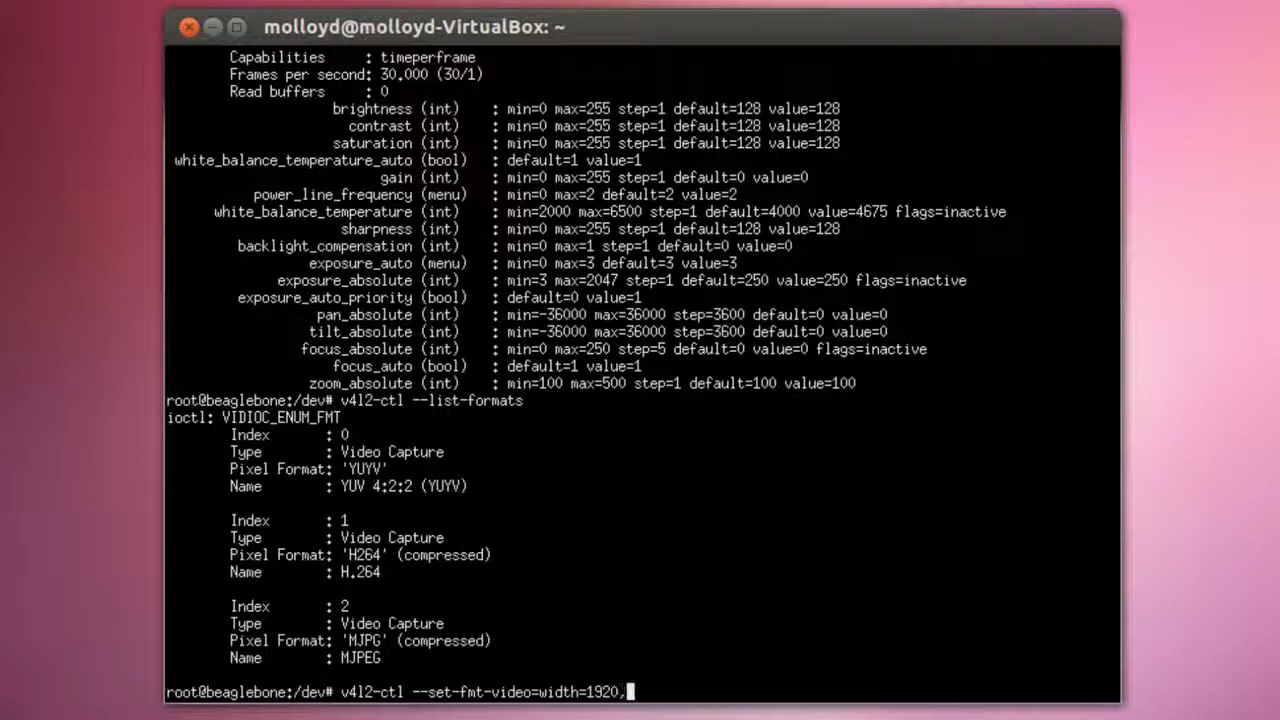 molloyd@molloyd-VirtualBox: ~
Capabilities : timeperframe
Frames per second: 30.000 (30/1)
Read buffers : 0
brightness (int) : min=0 max=255 step=1 default=128 value=128
contrast (int) : min=0 max=255 step=1 default=128 value=128
saturation (int) : min=0 max=255 step=1 default=128 value=128
white_balance_temperature_auto (bool) : default=1 value=1
gain (int) : min=0 max=255 step=1 default=0 value=0
power_line_frequency (menu) : min=0 max=2 default=2 value=2
white_balance_temperature (int) : min=2000 max=6500 step=1 default=4000 value=4675 flags=inactive
sharpness (int) : min=0 max=255 step=1 default=128 value=128
backlight_compensation (int) : min=0 max=1 step=1 default=0 value=0
exposure_auto (menu) : min=0 max=3 default=3 value=3
exposure_absolute (int) : min=3 max=2047 step=1 default=250 value=250 flags=inactive
exposure_auto_priority (bool) : default=0 value=1
pan_absolute (int) : min=-36000 max=36000 step=3600 default=0 value=0
tilt_absolute (int) : min=-36000 max=36000 step=3600 default=0 value=0
focus_absolute (int) : min=0 max=250 step=5 default=0 value=0 flags=inactive
focus_auto (bool) : default=1 value=1
zoom_absolute (int) : min=100 max=500 step=1 default=100 value=100
root@beaglebone:/dev# v4l2-ctl --list-formats
ioctl: VIDIOC_ENUM_FMT
Index : 0
Type : Video Capture
Pixel Format: 'YUYV'
Name : YUV 4:2:2 (YUYV)
Index : 1
Type : Video Capture
Pixel Format: 'H264' (compressed)
Name : H.264
Index : 2
Type : Video Capture
Pixel Format: 'MJPG' (compressed)
Name : MJPEG
root@beaglebone:/dev# v4l2-ctl --set-fmt-video=width=1920,